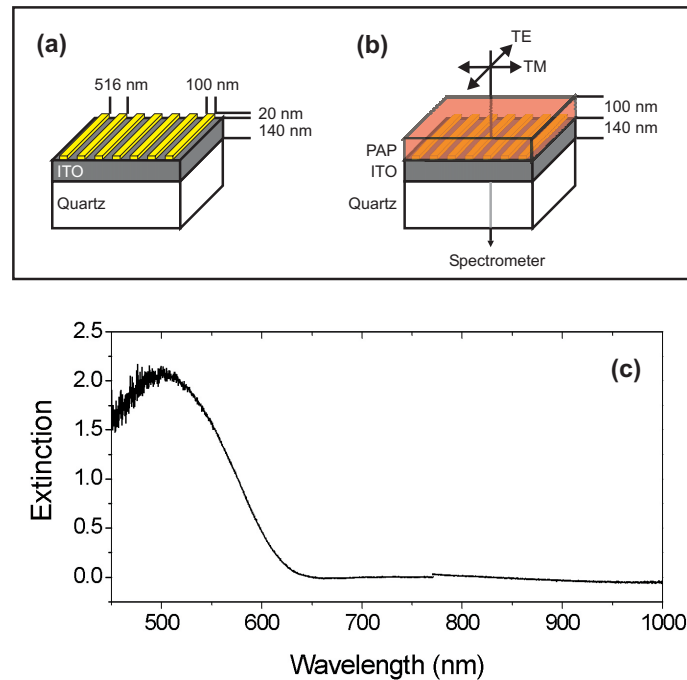 (a)
516 nm
100 nm
20 nm
140 nm
ITO
Quartz
(b)
TE
TM
100 nm
140 nm
PAP
ITO
Quartz
Spectrometer
(c)
2.5
2.0
1.5
1.0
0.5
0.0
Extinction
500
600
700
800
900
1000
Wavelength (nm)